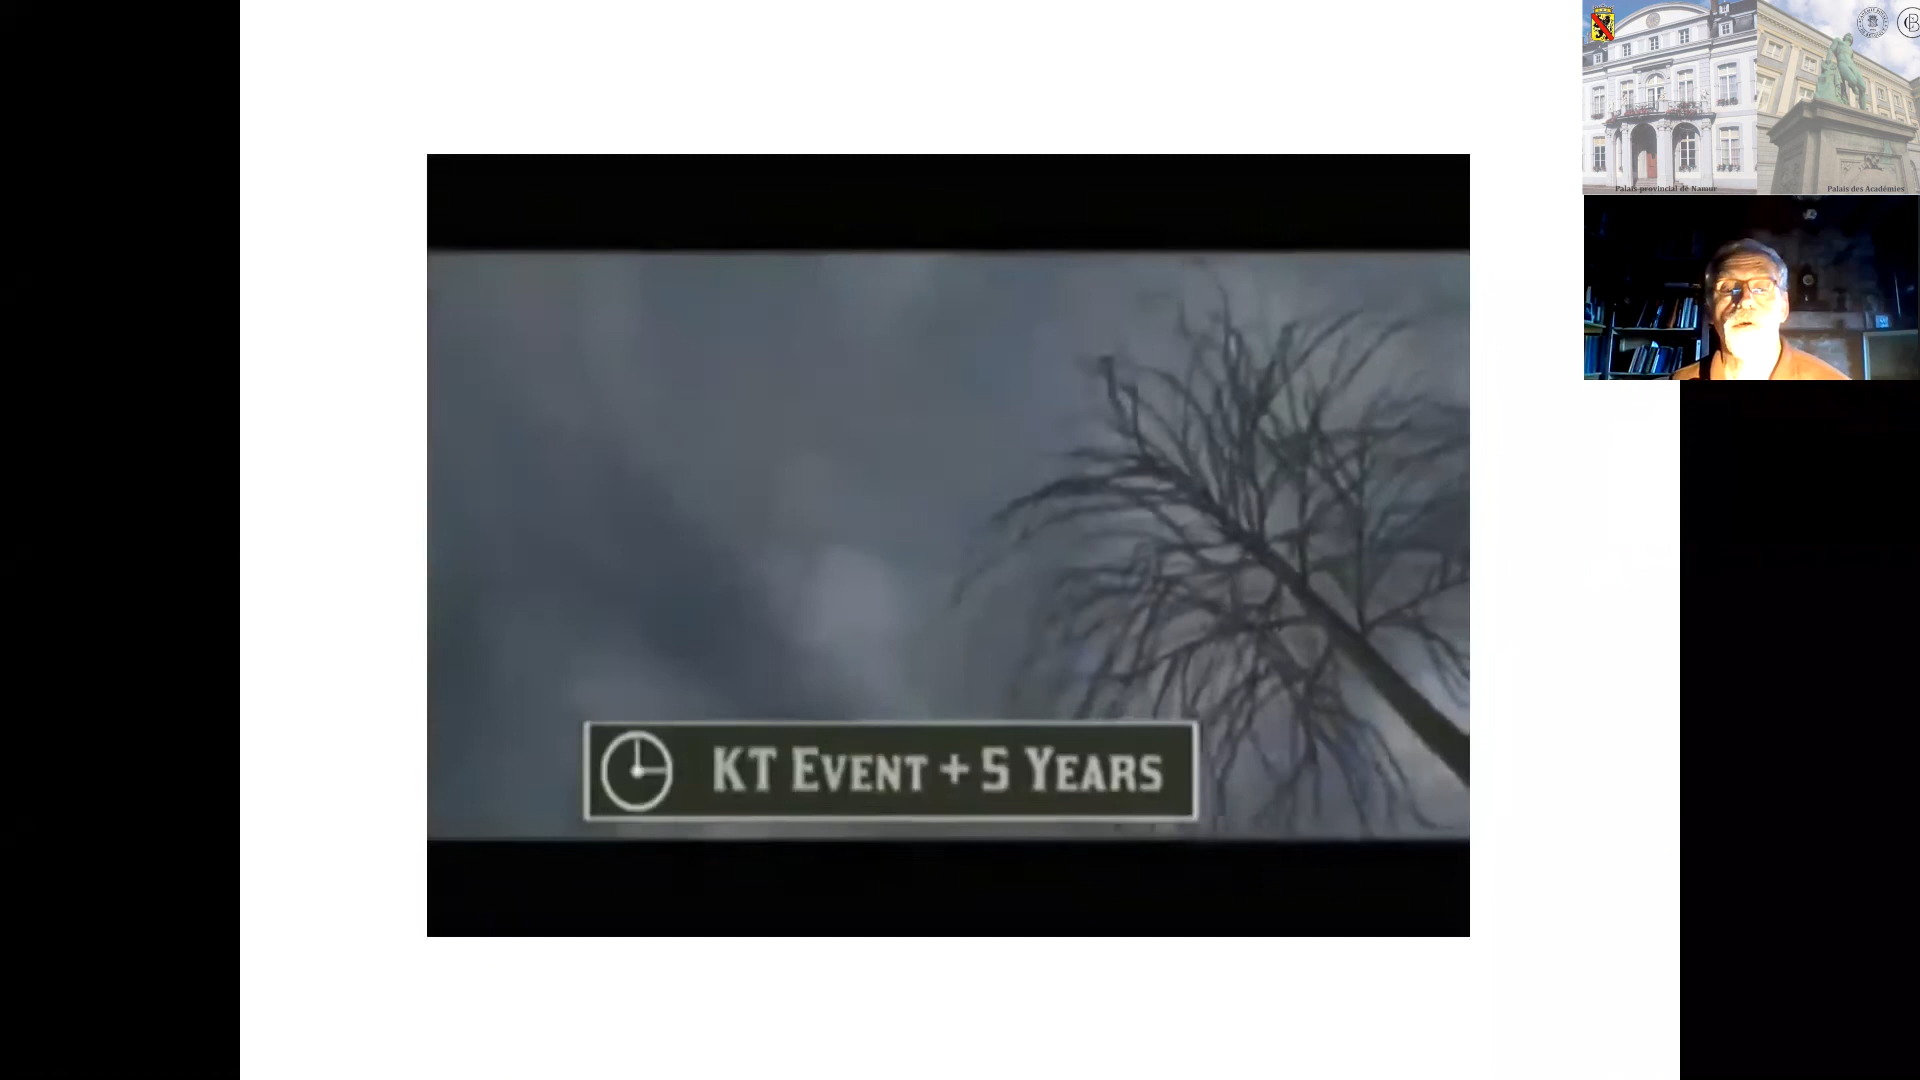 Palais provincial de Namur
Palais des Académies
KT EVENT + 5 YEARS